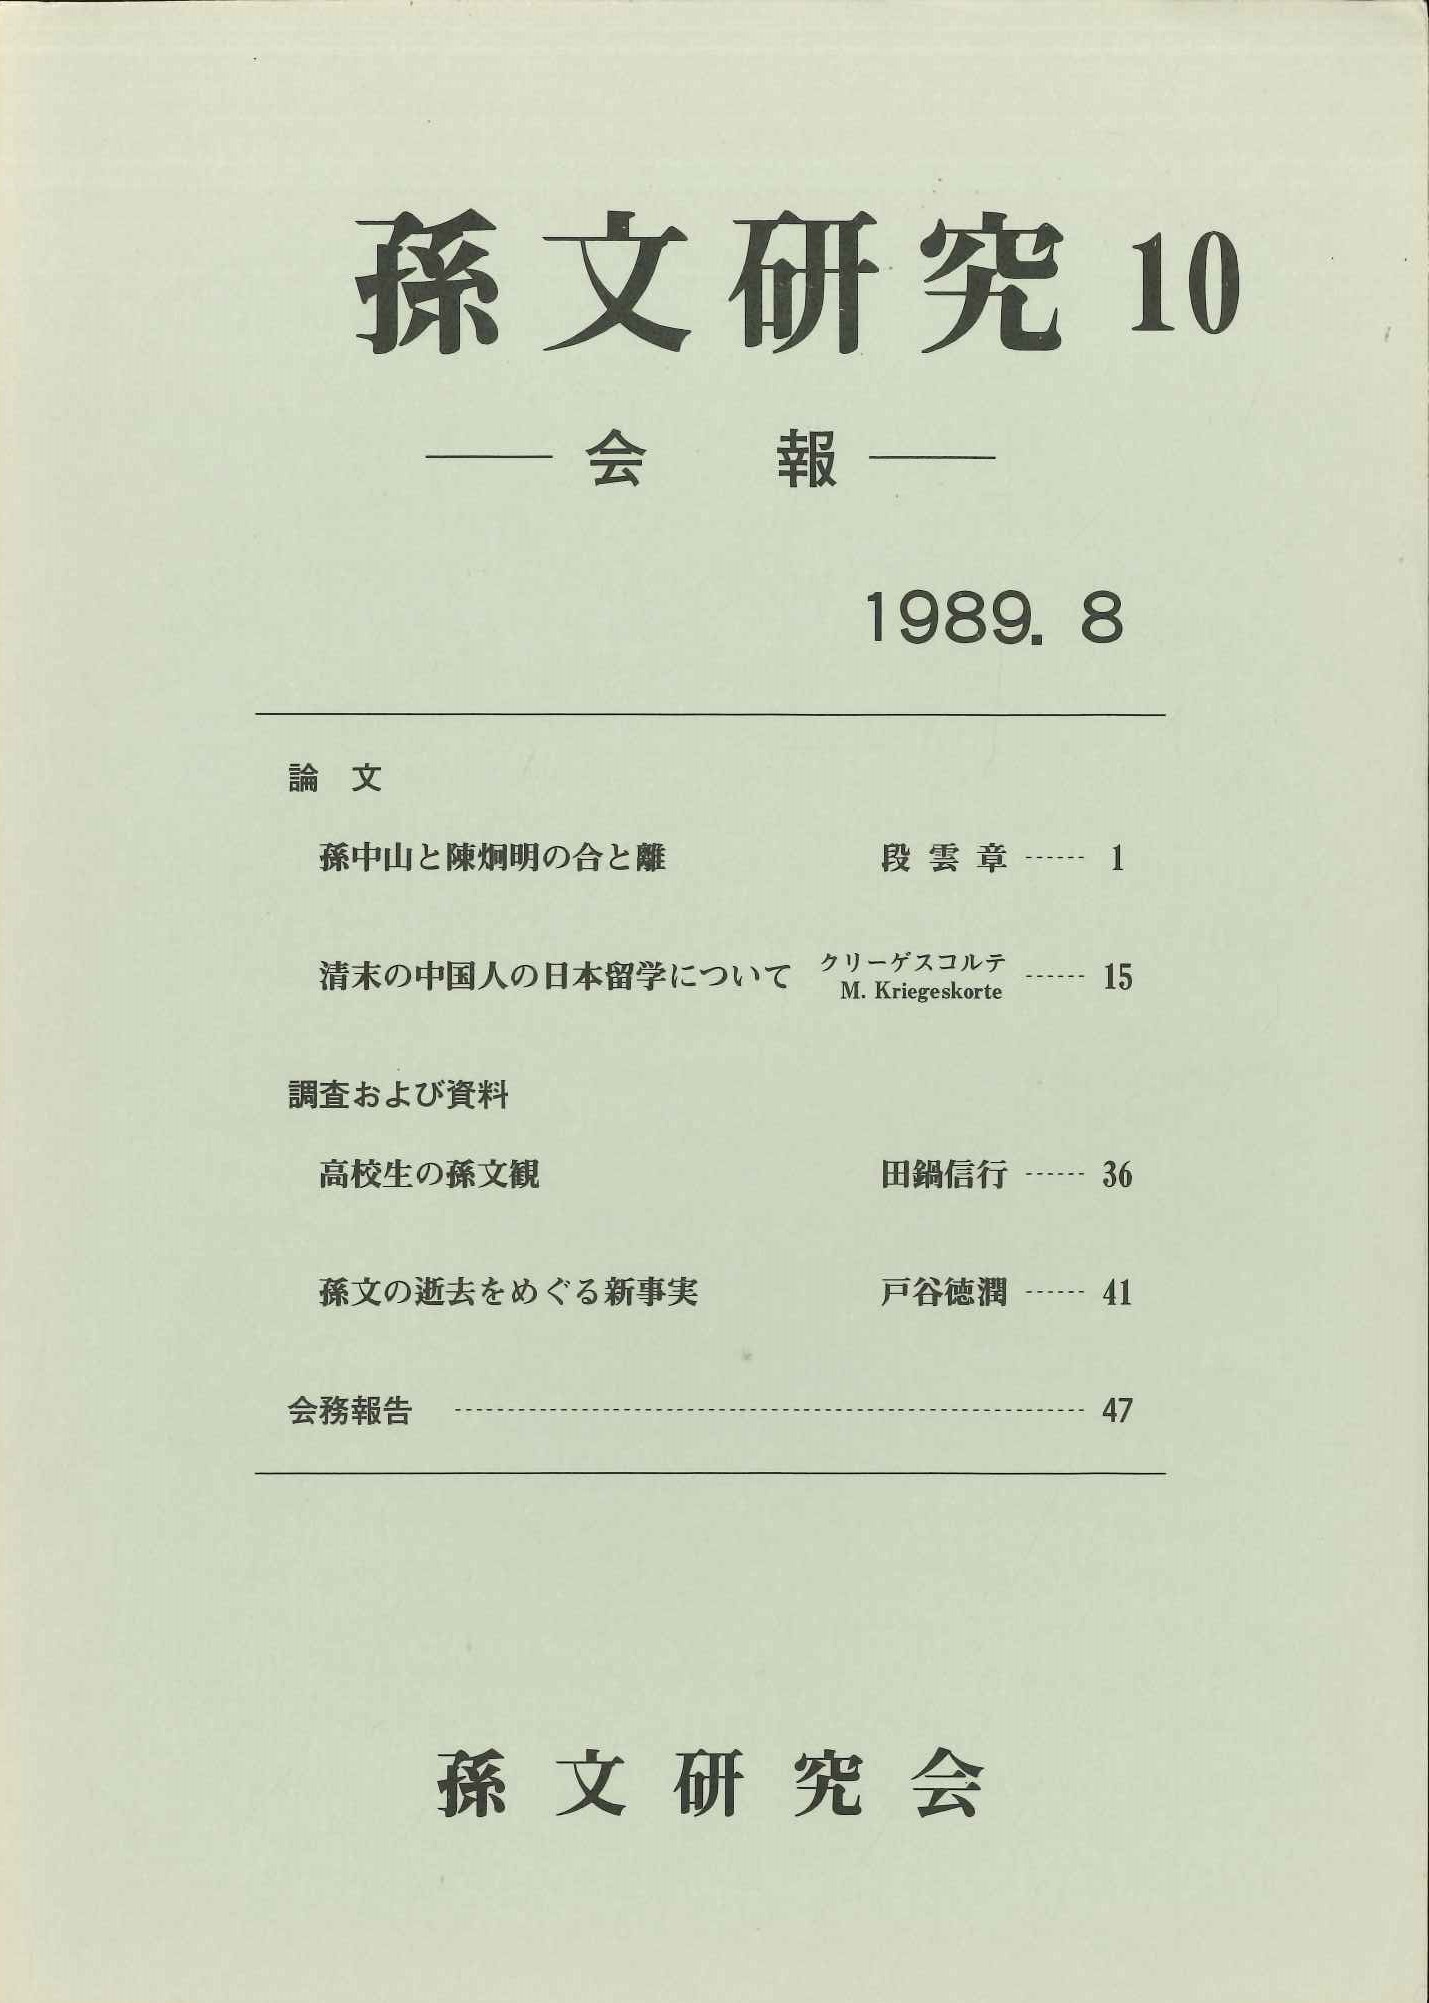 孫文研究 10
―― 会 報 ――
1989. 8
論 文
孫中山と陳炯明の合と離 段雲章 ------ 1
清末の中国人の日本留学について クリーゲスコルテ ------ 15
M. Kriegeskorte
調査および資料
高校生の孫文観 田鍋信行 ------ 36
孫文の逝去をめぐる新事実 戸谷徳潤 ------ 41
会務報告 ------------------------------------------------------------ 47
孫文研究会